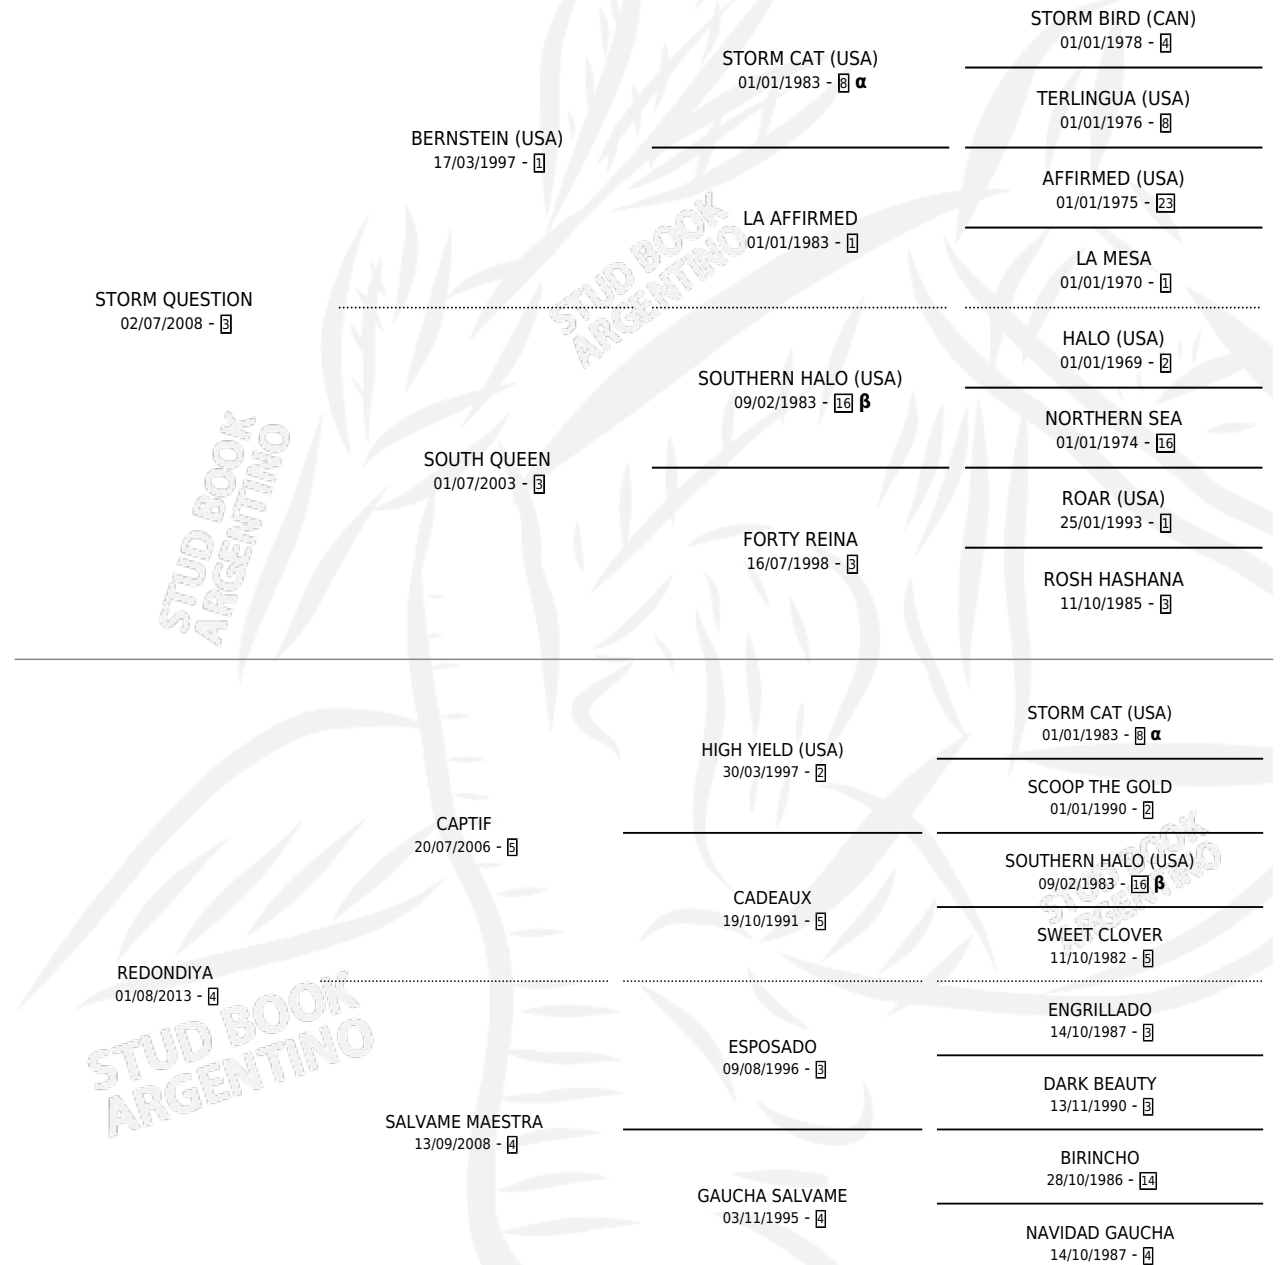 STORM BIRD (CAN)
01/01/1978 - 4
STORM CAT (USA)
01/01/1983 - 8 α
TERLINGUA (USA)
01/01/1976 - 8
BERNSTEIN (USA)
17/03/1997 - 1
AFFIRMED (USA)
01/01/1975 - 23
LA AFFIRMED
01/01/1983 - 1
LA MESA
01/01/1970 - 1
STORM QUESTION
02/07/2008 - 3
HALO (USA)
01/01/1969 - 2
SOUTHERN HALO (USA)
09/02/1983 - 16 β
NORTHERN SEA
01/01/1974 - 16
SOUTH QUEEN
01/07/2003 - 3
ROAR (USA)
25/01/1993 - 1
FORTY REINA
16/07/1998 - 3
ROSH HASHANA
11/10/1985 - 3
STORM CAT (USA)
01/01/1983 - 8 α
HIGH YIELD (USA)
30/03/1997 - 2
SCOOP THE GOLD
01/01/1990 - 2
CAPTIF
20/07/2006 - 5
SOUTHERN HALO (USA)
09/02/1983 - 16 β
CADEAUX
19/10/1991 - 5
SWEET CLOVER
11/10/1982 - 5
REDONDIYA
01/08/2013 - 4
ENGRILLADO
14/10/1987 - 3
ESPOSADO
09/08/1996 - 3
DARK BEAUTY
13/11/1990 - 3
SALVAME MAESTRA
13/09/2008 - 4
BIRINCHO
28/10/1986 - 14
GAUCHA SALVAME
03/11/1995 - 4
NAVIDAD GAUCHA
14/10/1987 - 4
STUD BOOK
ARGENTINO
STUD BOOK
ARGENTINO
STUD BOOK
ARGENTINO
STUD BOOK
ARGENTINO